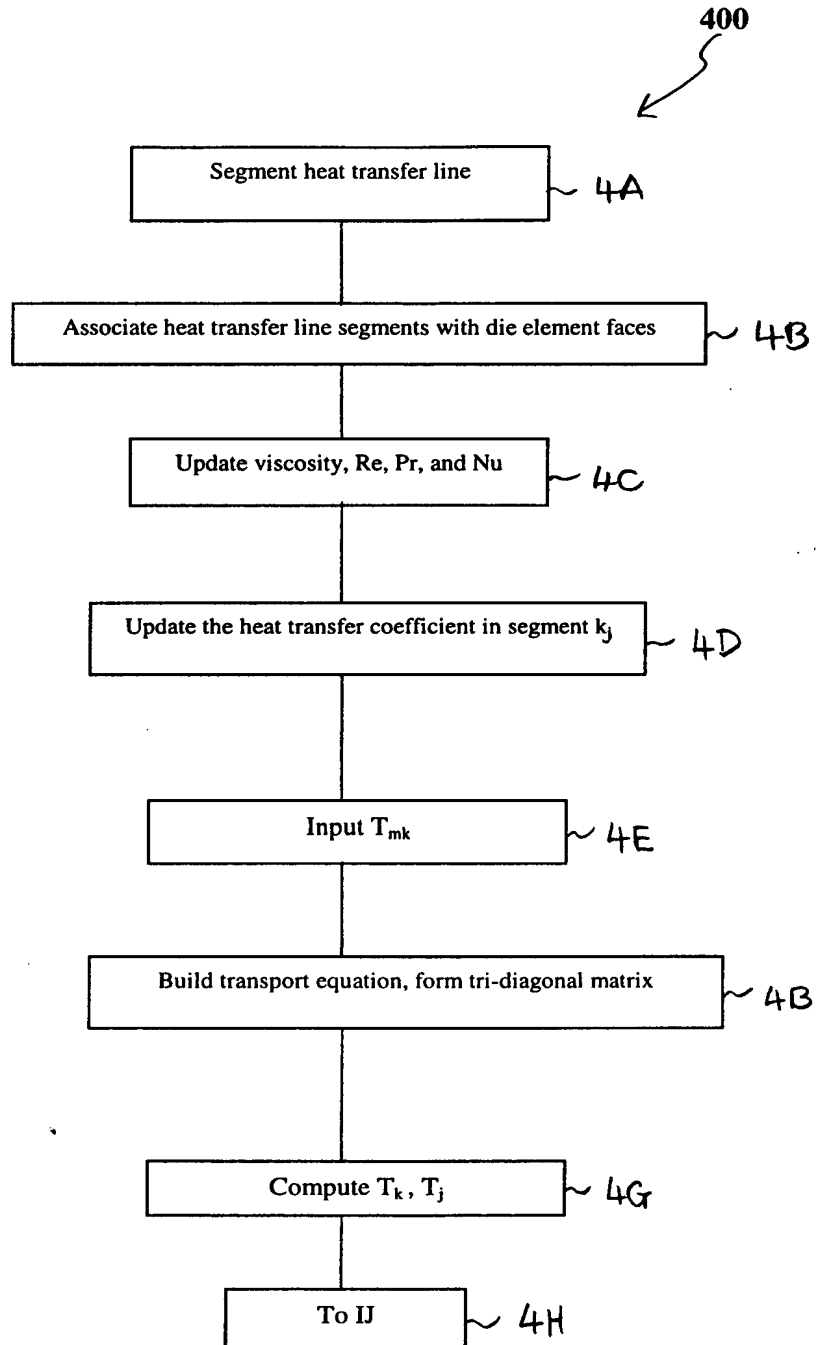 400
Segment heat transfer line
4A
Associate heat transfer line segments with die element faces
4B
Update viscosity, Re, Pr, and Nu
4C
Update the heat transfer coefficient in segment kj
4D
Input Tmk
4E
Build transport equation, form tri-diagonal matrix
4B
Compute Tk , Tj
4G
To IJ
4H